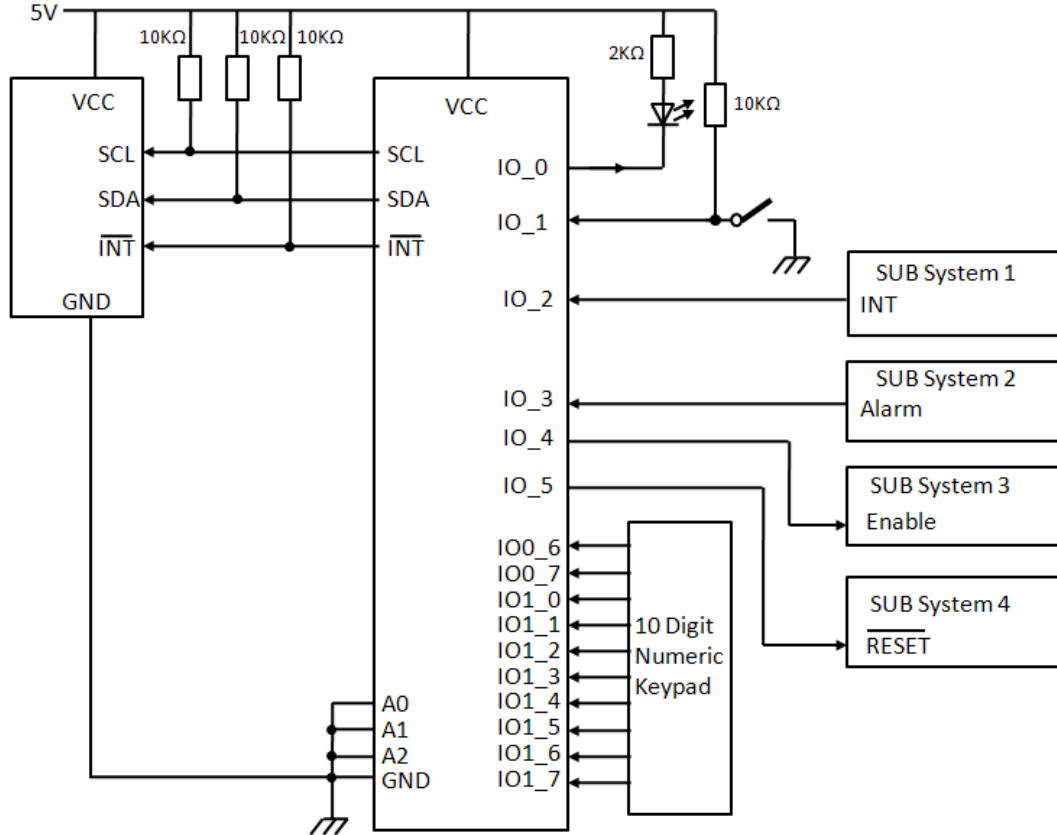 5V
10KΩ
10KΩ
10KΩ
2KΩ
10KΩ
VCC
SCL
SDA
INT
GND
VCC
SCL
SDA
INT
A0
A1
A2
GND
IO_0
IO_1
IO_2
IO_3
IO_4
IO_5
IO0_6
IO0_7
IO1_0
IO1_1
IO1_2
IO1_3
IO1_4
IO1_5
IO1_6
IO1_7
10 Digit
Numeric
Keypad
SUB System 1
INT
SUB System 2
Alarm
SUB System 3
Enable
SUB System 4
RESET